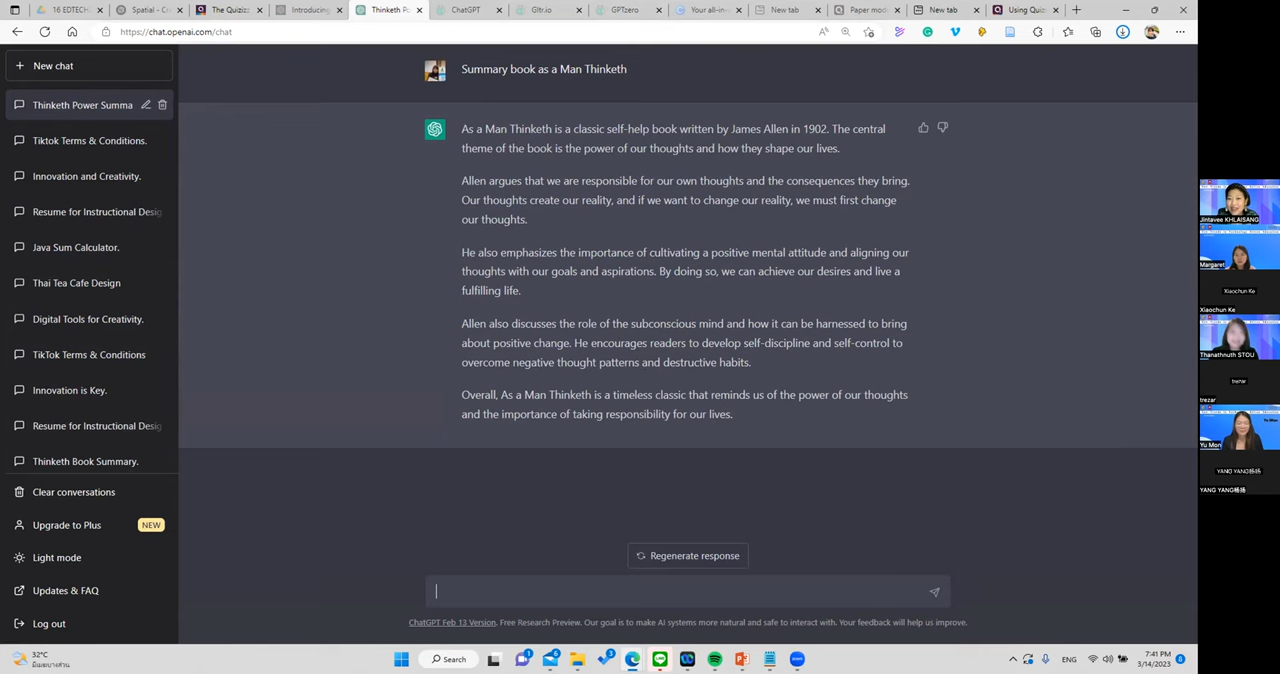 16 EDTECH
Spatial - C
The Quizizz
Introducing
Thinketh Po
ChatGPT
Gltr.io
GPTzero
Your all-in-
New tab
Paper mod
New tab
Using Quiz
https://chat.openai.com/chat
New chat
Thinketh Power Summa
Tiktok Terms & Conditions.
Innovation and Creativity.
Resume for Instructional Desig
Java Sum Calculator.
Thai Tea Cafe Design
Digital Tools for Creativity.
TikTok Terms & Conditions
Innovation is Key.
Resume for Instructional Desig
Thinketh Book Summary.
Clear conversations
Upgrade to Plus NEW
Light mode
Updates & FAQ
Log out
Summary book as a Man Thinketh
As a Man Thinketh is a classic self-help book written by James Allen in 1902. The central
theme of the book is the power of our thoughts and how they shape our lives.
Allen argues that we are responsible for our own thoughts and the consequences they bring.
Our thoughts create our reality, and if we want to change our reality, we must first change
our thoughts.
He also emphasizes the importance of cultivating a positive mental attitude and aligning our
thoughts with our goals and aspirations. By doing so, we can achieve our desires and live a
fulfilling life.
Allen also discusses the role of the subconscious mind and how it can be harnessed to bring
about positive change. He encourages readers to develop self-discipline and self-control to
overcome negative thought patterns and destructive habits.
Overall, As a Man Thinketh is a timeless classic that reminds us of the power of our thoughts
and the importance of taking responsibility for our lives.
Regenerate response
ChatGPT Feb 13 Version. Free Research Preview. Our goal is to make AI systems more natural and safe to interact with. Your feedback will help us improve.
Jintavee KHLAISANG
Margaret
Xiaochun Ke
Xiaochun Ke
Thanathnuth STOU
trezar
trezar
Yu Mon
Yu Mon
YANG YANG杨扬
YANG YANG杨扬
32°C
มีเมฆบางส่วน
Search
ENG
7:41 PM
3/14/2023